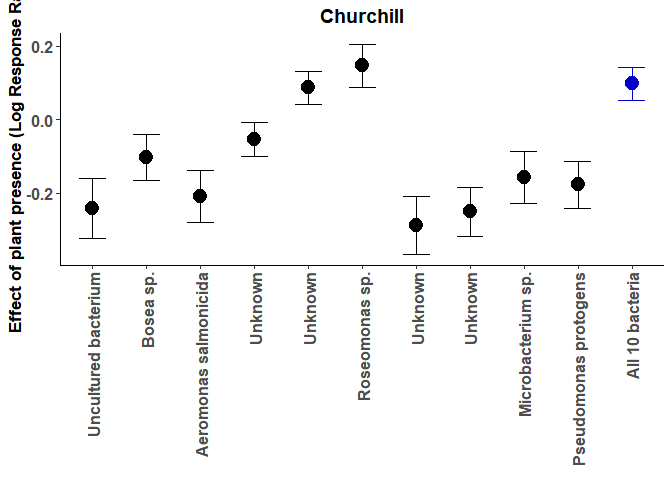 Churchill
Effect of plant presence (Log Response
0.2
0.0
-0.2
Uncultured bacterium
Bosea sp.
Aeromonas salmonicida
Unknown
Unknown
Roseomonas sp.
Unknown
Unknown
Microbacterium sp.
Pseudomonas protogens
All 10 bacteria